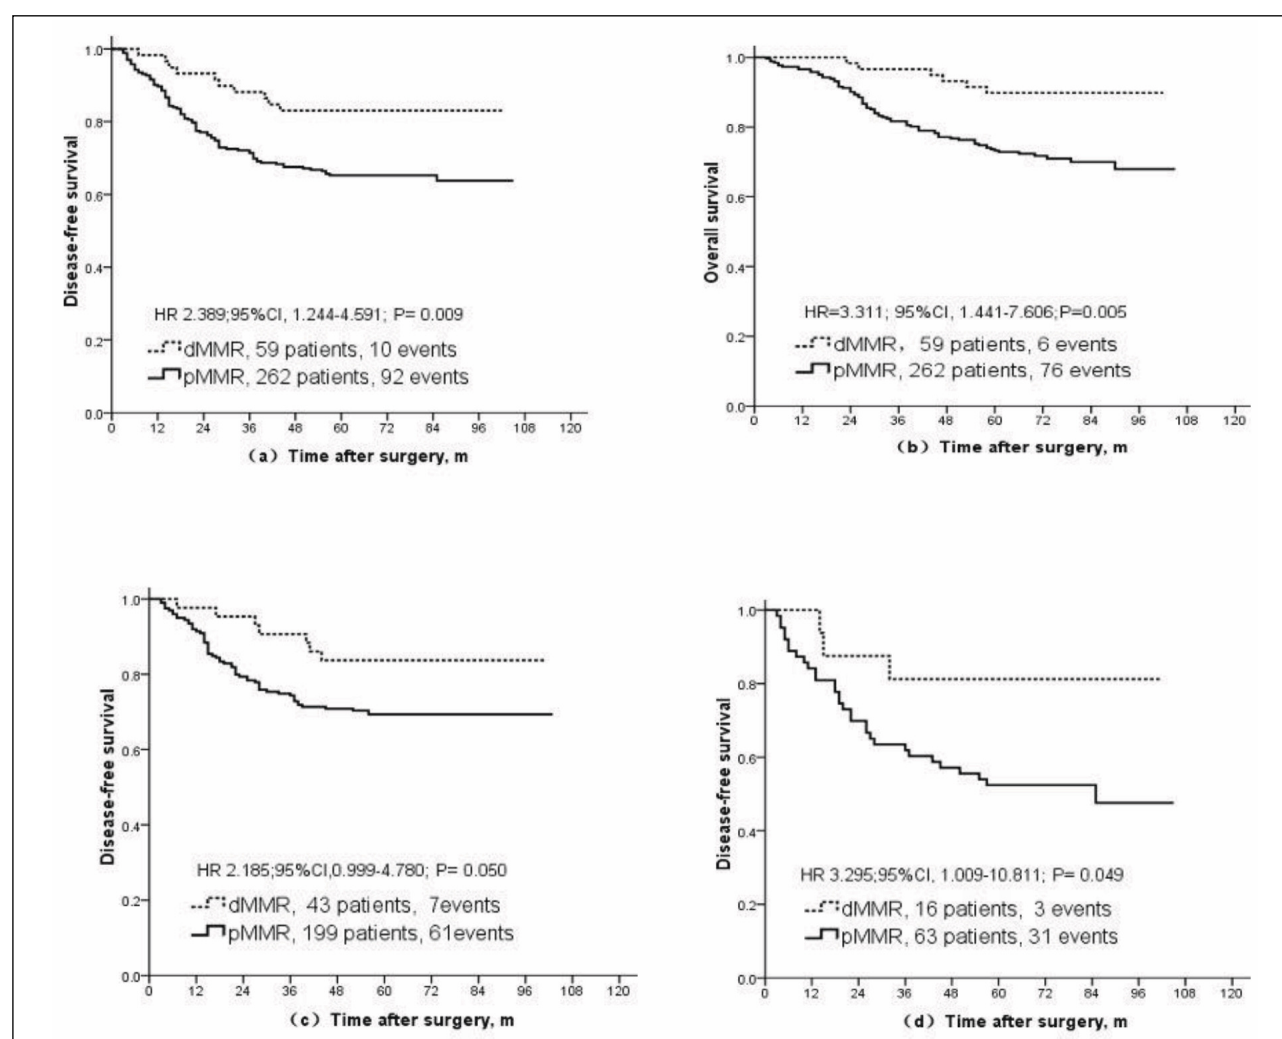 1.0
0.8
0.6
0.4
0.2
0.0
Disease-free survival
HR 2.389;95%CI, 1.244-4.591; P= 0.009
dMMR, 59 patients, 10 events
pMMR, 262 patients, 92 events
0 12 24 36 48 60 72 84 96 108 120
（a）Time after surgery, m
1.0
0.8
0.6
0.4
0.2
0.0
Overall survival
HR=3.311; 95%CI, 1.441-7.606;P=0.005
dMMR， 59 patients, 6 events
pMMR, 262 patients, 76 events
0 12 24 36 48 60 72 84 96 108 120
（b）Time after surgery, m
1.0
0.8
0.6
0.4
0.2
0.0
Disease-free survival
HR 2.185;95%CI,0.999-4.780; P= 0.050
dMMR, 43 patients, 7events
pMMR, 199 patients, 61events
0 12 24 36 48 60 72 84 96 108 120
（c）Time after surgery, m
1.0
0.8
0.6
0.4
0.2
0.0
Disease-free survival
HR 3.295;95%CI, 1.009-10.811; P= 0.049
dMMR, 16 patients, 3 events
pMMR, 63 patients, 31 events
0 12 24 36 48 60 72 84 96 108 120
（d）Time after surgery, m